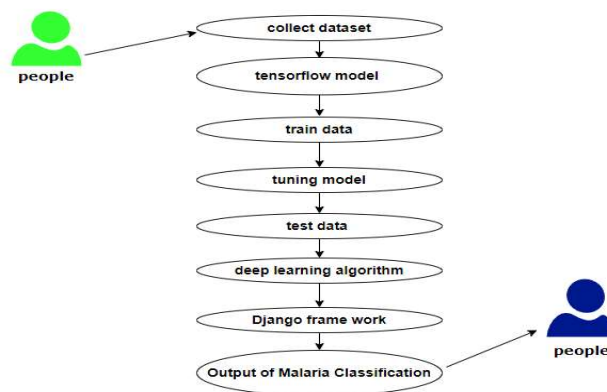 people
collect dataset
tensorflow model
train data
tuning model
test data
deep learning algorithm
Django frame work
Output of Malaria Classification
people